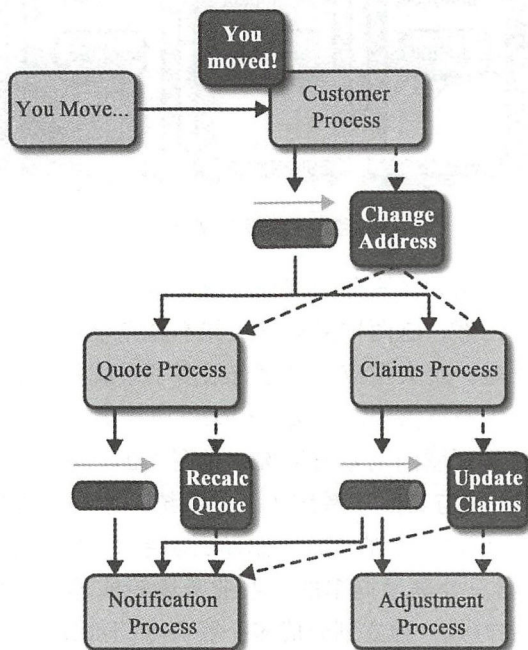 You
moved!
You Move...
Customer
Process
Change
Address
Quote Process
Claims Process
Recalc
Quote
Update
Claims
Notification
Process
Adjustment
Process